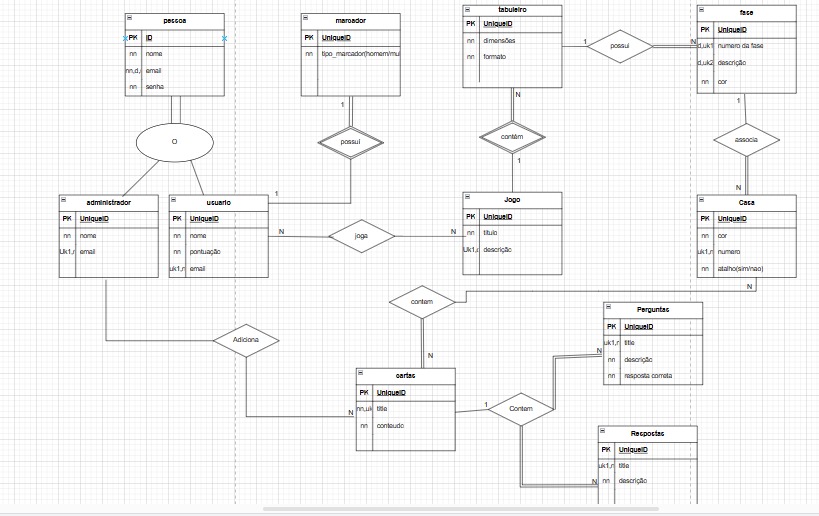 pessoa
PK ID
nn nome
nn,d, email
nn senha
marcador
PK UniqueID
nn tipo_marcador(homem/mul
1
tabuleiro
PK UniqueID
nn dimensões
nn formato
1
possui
N
fase
PK UniqueID
d,uk1 numero da fase
d,uk2 descrição
nn cor
O
possui
N
contém
1
1
associa
N
administrador
PK UniqueID
nn nome
Uk1,r email
usuario
PK UniqueID
nn nome
nn pontuação
uk1,n email
1
N
joga
N
Jogo
PK UniqueID
nn titulo
Uk1,c descrição
Casa
PK UniqueID
nn cor
uk1,n numero
nn atalho(sim/nao)
N
contem
N
Adiciona
N
Perguntas
PK UniqueID
uk1,n title
nn descrição
nn resposta correta
N
cartas
PK UniqueID
nn,uk title
nn conteudo
1
Contem
Respostas
PK UniqueID
uk1,n title
nn descrição
N